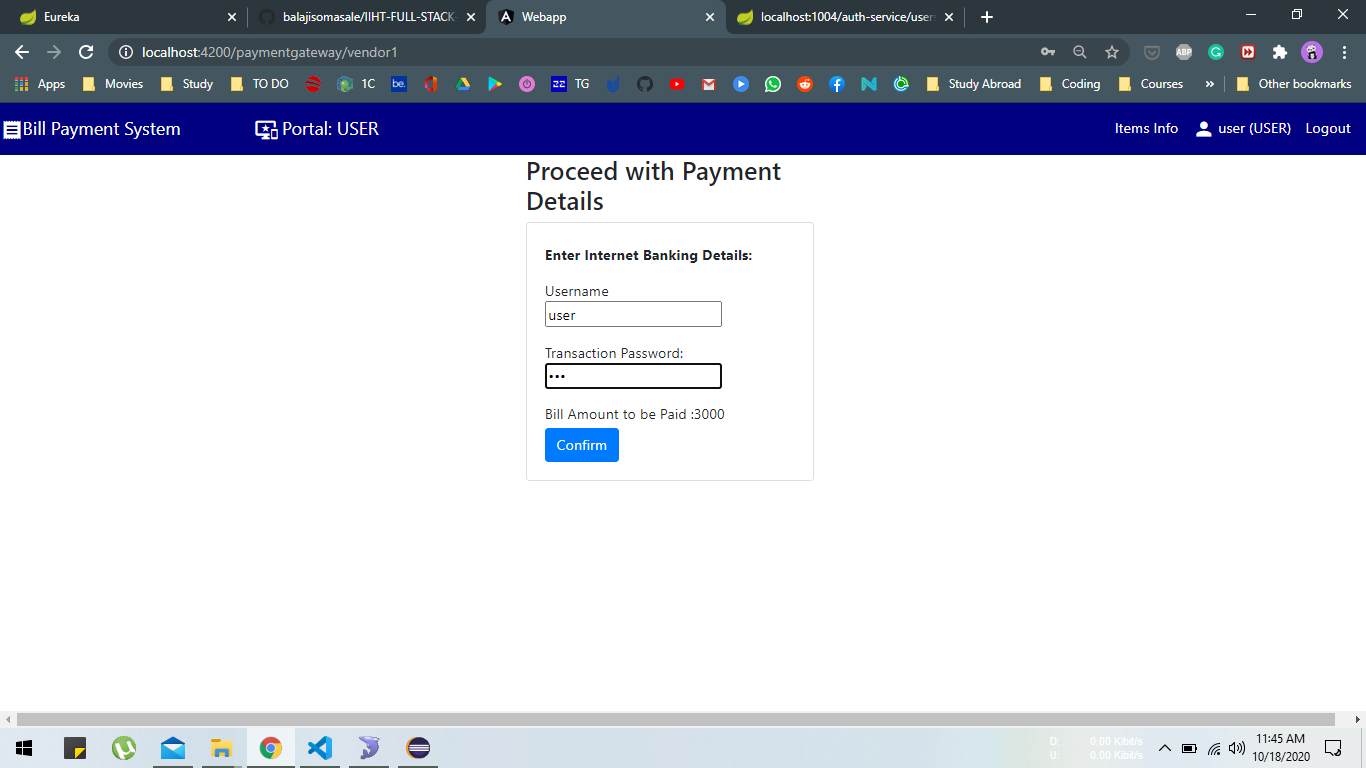 Eureka
balajisomasale/IIHT-FULL-STACK-
Webapp
localhost:1004/auth-service/users
localhost:4200/paymentgateway/vendor1
ABP
Apps
Movies
Study
TO DO
1C
be.
TG
Study Abroad
Coding
Courses
»
Other bookmarks
Bill Payment System
Portal: USER
Items Info
user (USER)
Logout
Proceed with Payment
Details
Enter Internet Banking Details:
Username
user
Transaction Password:
•••
Bill Amount to be Paid :3000
Confirm
D: 0.00 Kibit/s
U: 0.00 Kibit/s
11:45 AM
10/18/2020